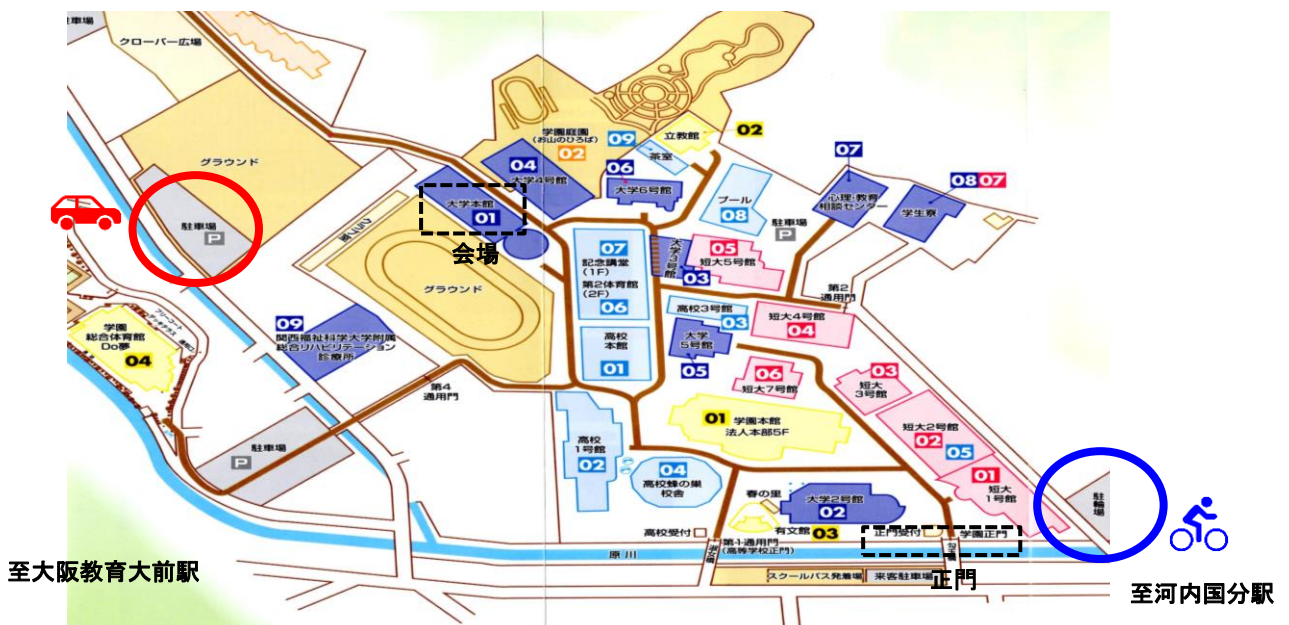 駐車場
クローバー広場
グラウンド
駐車場
P
学園庭園
(お山のひろば)
02
09
茶室
立教館
02
04
大学4号館
06
大学6号館
07
心理・教育
相談センター
08 07
学生寮
プール
08
駐車場
P
大学本館
01
会場
クラブ棟
グラウンド
07
記念講堂
(1F)
第2体育館
(2F)
06
大学3号館
03
05
短大5号館
第2
通用門
高校3号館
03
短大4号館
04
高校
本館
01
大学
5号館
05
06
短大7号館
03
短大
3号館
09
関西福祉科学大学附属
総合リハビリテーション
診療所
学園
総合体育館
Do夢
04
第4
通用門
駐車場
P
01 学園本館
法人本部5F
短大2号館
02 05
01
短大
1号館
駐輪場
高校
1号館
02
04
高校蜂の巣
校舎
春の里
大学2号館
02
有文館 03
高校受付
第1通用門
(高等学校正門)
正門受付
学園正門
原川
スクールバス発着場
来客駐車場
正門
至大阪教育大前駅
至河内国分駅